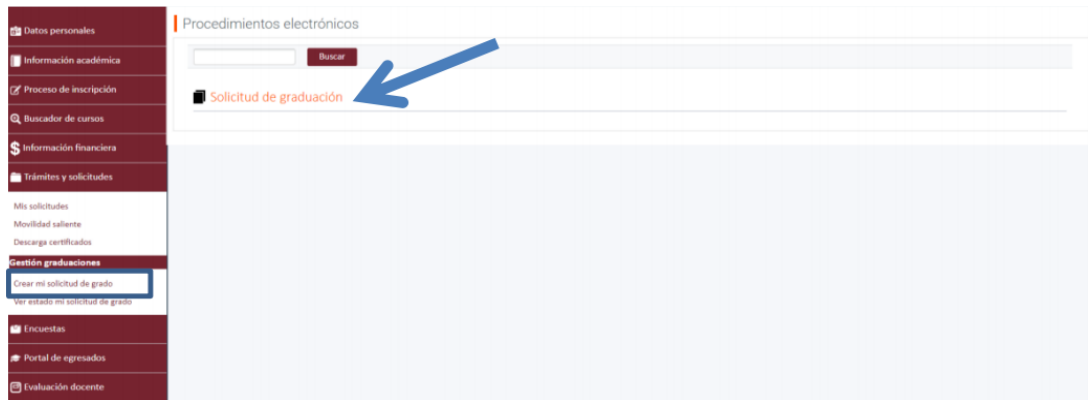 Datos personales
Información académica
Proceso de inscripción
Buscador de cursos
Información financiera
Trámites y solicitudes
Mis solicitudes
Movilidad saliente
Descarga certificados
Gestión graduaciones
Crear mi solicitud de grado
Ver estado mi solicitud de grado
Encuestas
Portal de egresados
Evaluación docente
Procedimientos electrónicos
Buscar
Solicitud de graduación